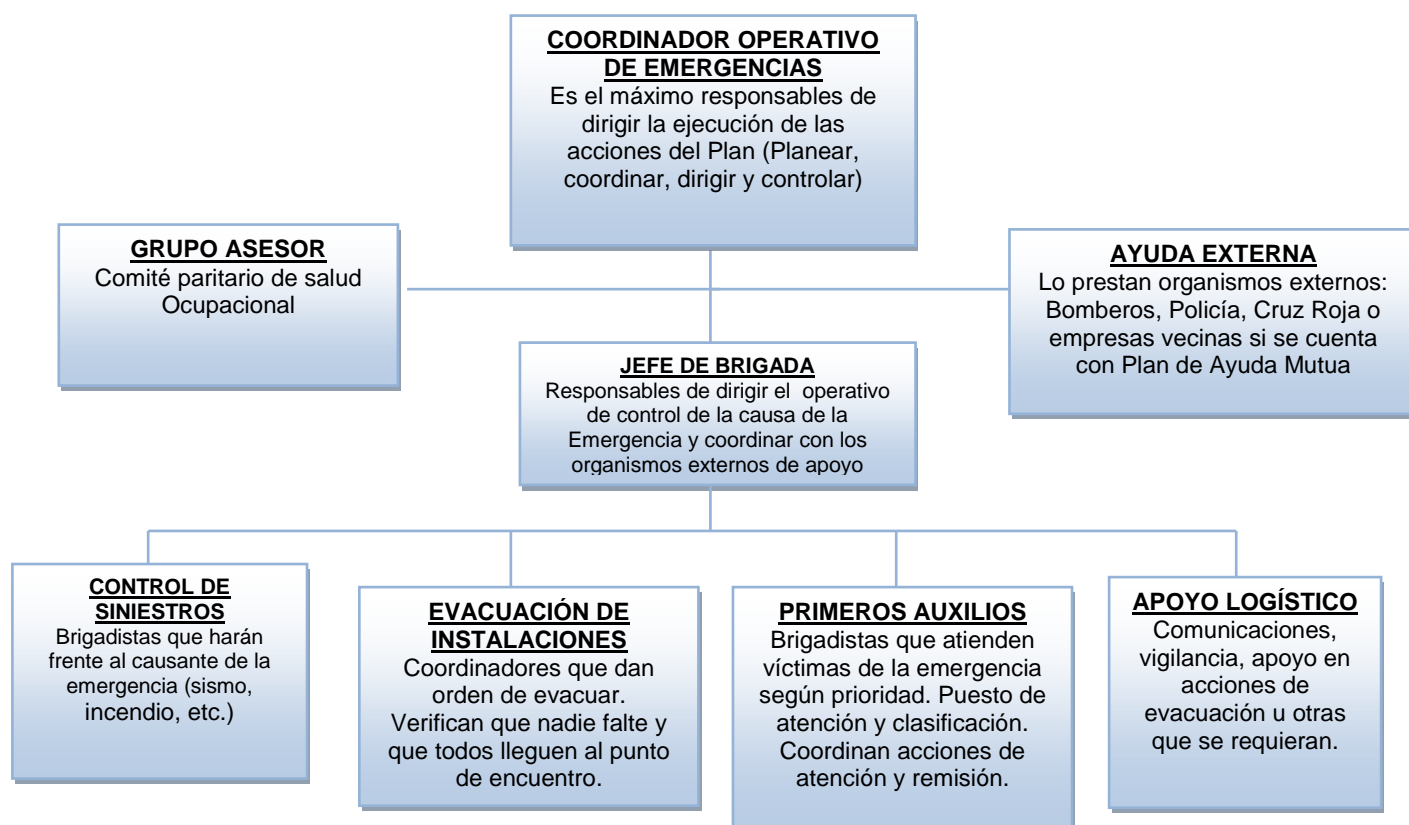 COORDINADOR OPERATIVO
DE EMERGENCIAS
Es el máximo responsables de
dirigir la ejecución de las
acciones del Plan (Planear,
coordinar, dirigir y controlar)
GRUPO ASESOR
Comité paritario de salud
Ocupacional
AYUDA EXTERNA
Lo prestan organismos externos:
Bomberos, Policía, Cruz Roja o
empresas vecinas si se cuenta
con Plan de Ayuda Mutua
JEFE DE BRIGADA
Responsables de dirigir el operativo
de control de la causa de la
Emergencia y coordinar con los
organismos externos de apoyo
CONTROL DE
SINIESTROS
Brigadistas que harán
frente al causante de la
emergencia (sismo,
incendio, etc.)
EVACUACIÓN DE
INSTALACIONES
Coordinadores que dan
orden de evacuar.
Verifican que nadie falte y
que todos lleguen al punto
de encuentro.
PRIMEROS AUXILIOS
Brigadistas que atienden
víctimas de la emergencia
según prioridad. Puesto de
atención y clasificación.
Coordinan acciones de
atención y remisión.
APOYO LOGÍSTICO
Comunicaciones,
vigilancia, apoyo en
acciones de
evacuación u otras
que se requieran.